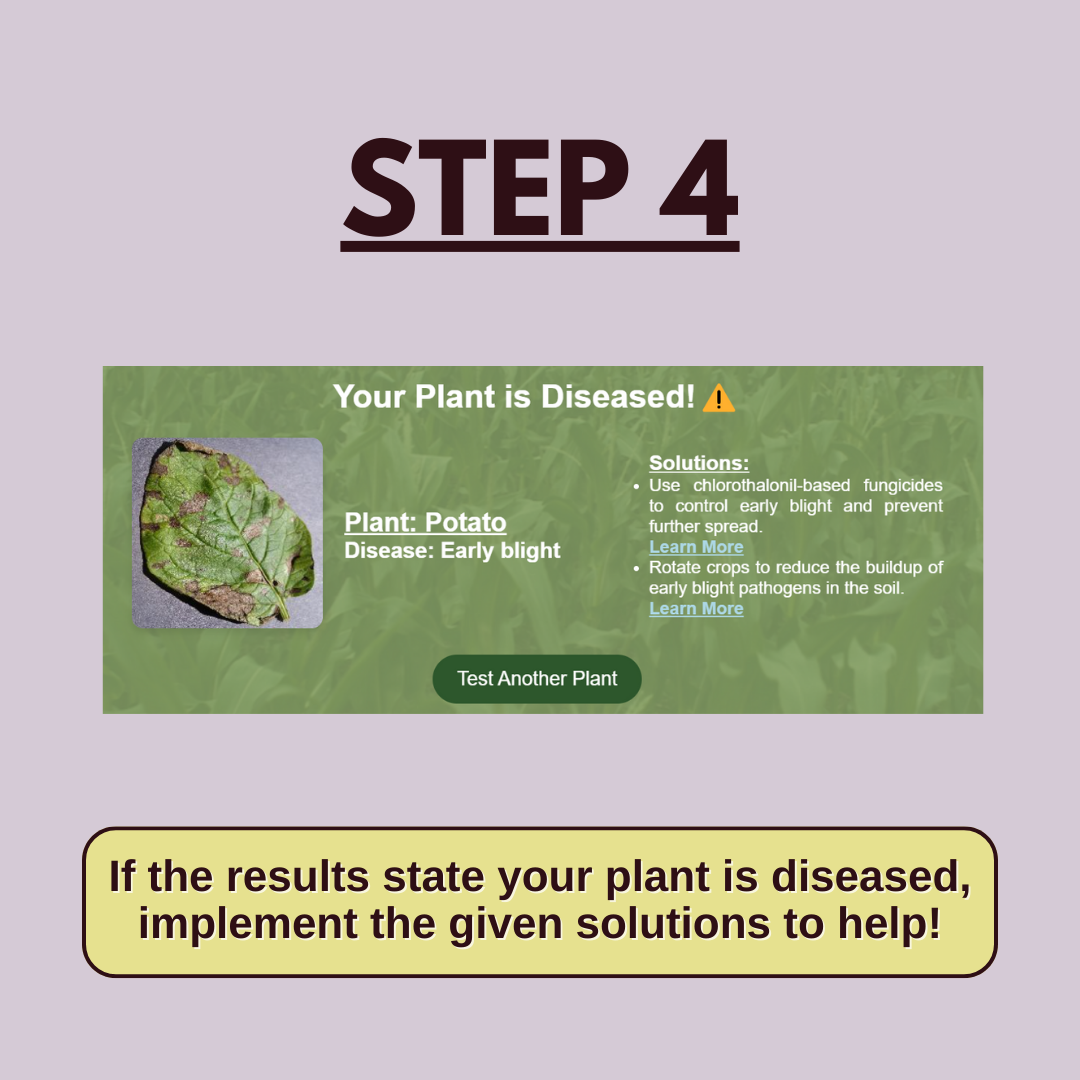 STEP 4
Your Plant is Diseased! ⚠️
Plant: Potato
Disease: Early blight
Solutions:
• Use chlorothalonil-based fungicides
to control early blight and prevent
further spread.
Learn More
• Rotate crops to reduce the buildup of
early blight pathogens in the soil.
Learn More
Test Another Plant
If the results state your plant is diseased,
implement the given solutions to help!